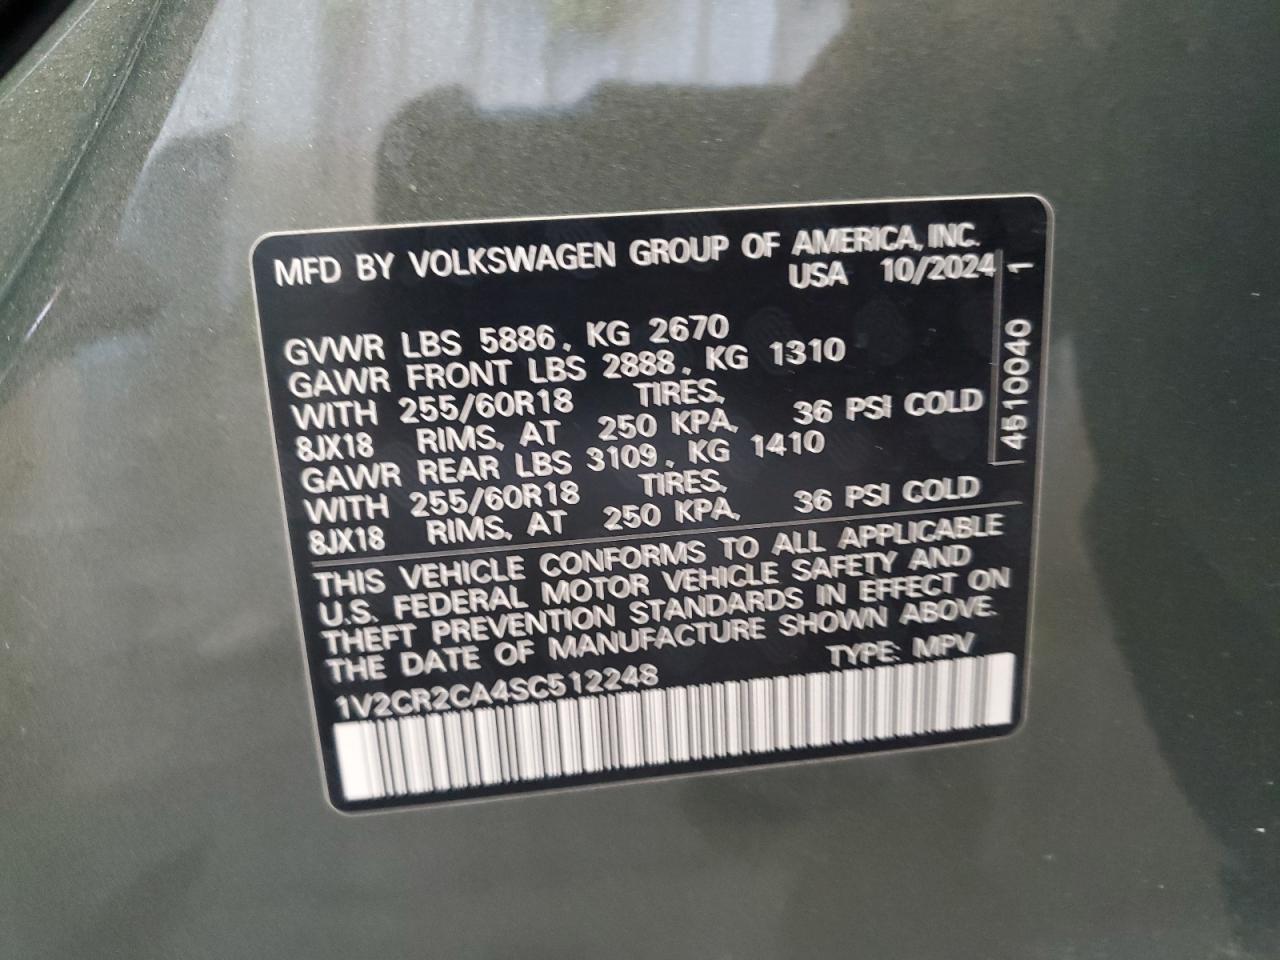 MFD BY VOLKSWAGEN GROUP OF AMERICA, INC.
USA 10/2024
GVWR LBS 5886, KG 2670
GAWR FRONT LBS 2888, KG 1310
WITH 255/60R18 TIRES,
8JX18 RIMS, AT 250 KPA, 36 PSI COLD
GAWR REAR LBS 3109, KG 1410
WITH 255/60R18 TIRES,
8JX18 RIMS, AT 250 KPA, 36 PSI COLD
THIS VEHICLE CONFORMS TO ALL APPLICABLE
U.S. FEDERAL MOTOR VEHICLE SAFETY AND
THEFT PREVENTION STANDARDS IN EFFECT ON
THE DATE OF MANUFACTURE SHOWN ABOVE.
1V2CR2CA4SC512248 TYPE: MPV
4510040 1